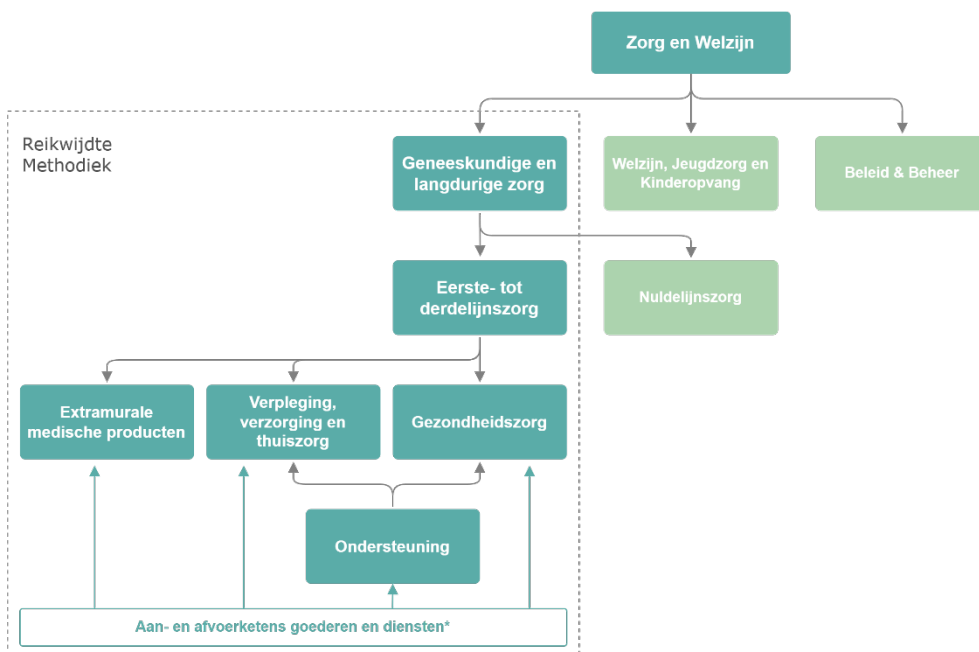 Zorg en Welzijn
Reikwijdte
Methodiek
Geneeskundige en
langdurige zorg
Welzijn, Jeugdzorg en
Kinderopvang
Beleid & Beheer
Eerste- tot
derdelijnszorg
Nuldelijnszorg
Extramurale
medische producten
Verpleging,
verzorging en
thuiszorg
Gezondheidszorg
Ondersteuning
Aan- en afvoerketens goederen en diensten*